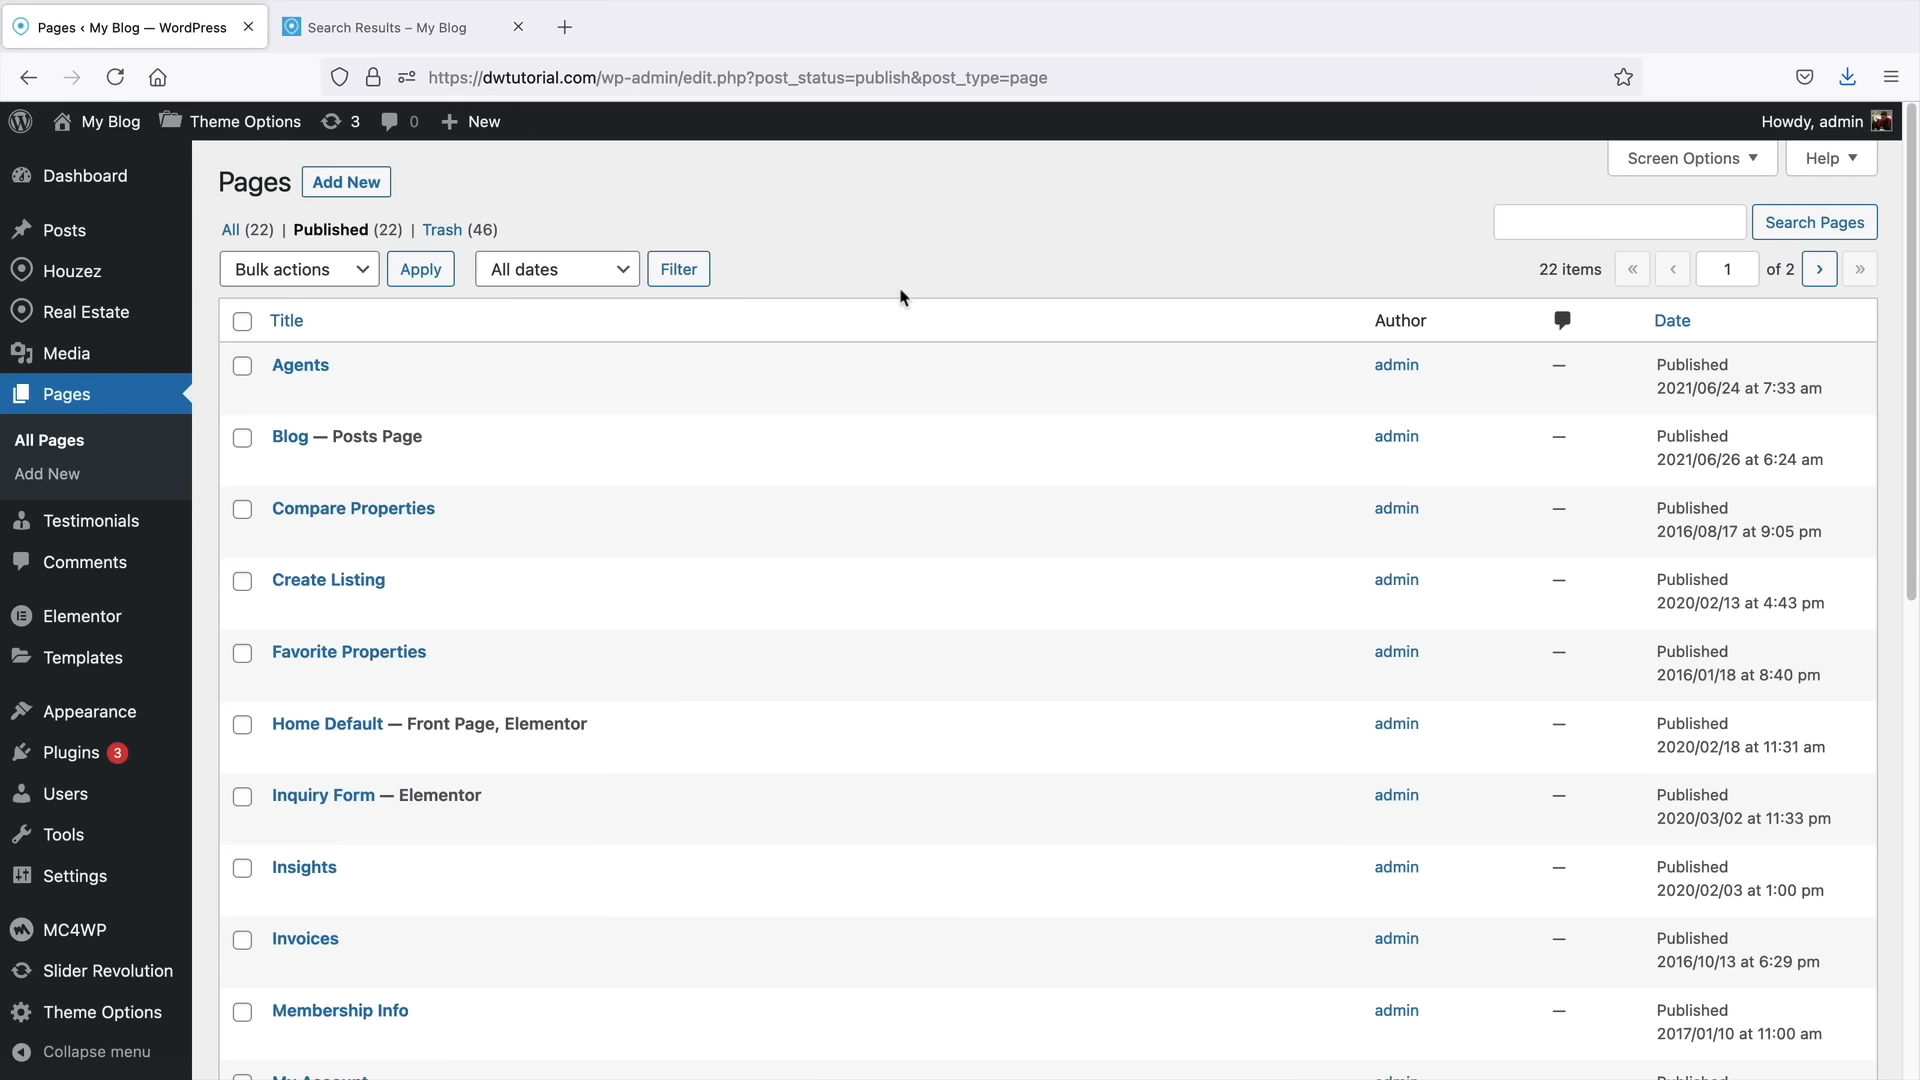 Pages ‹ My Blog — WordPress
Search Results – My Blog
https://dwtutorial.com/wp-admin/edit.php?post_status=publish&post_type=page
My Blog
Theme Options
3
0
New
Howdy, admin
Dashboard
Posts
Houzez
Real Estate
Media
Pages
All Pages
Add New
Testimonials
Comments
Elementor
Templates
Appearance
Plugins 3
Users
Tools
Settings
MC4WP
Slider Revolution
Theme Options
Collapse menu
Screen Options
Help
Pages
Add New
All (22) | Published (22) | Trash (46)
Search Pages
Bulk actions
Apply
All dates
Filter
22 items « ‹ 1 of 2 › »
Title Author Date
Agents admin — Published
2021/06/24 at 7:33 am
Blog — Posts Page admin — Published
2021/06/26 at 6:24 am
Compare Properties admin — Published
2016/08/17 at 9:05 pm
Create Listing admin — Published
2020/02/13 at 4:43 pm
Favorite Properties admin — Published
2016/01/18 at 8:40 pm
Home Default — Front Page, Elementor admin — Published
2020/02/18 at 11:31 am
Inquiry Form — Elementor admin — Published
2020/03/02 at 11:33 pm
Insights admin — Published
2020/02/03 at 1:00 pm
Invoices admin — Published
2016/10/13 at 6:29 pm
Membership Info admin — Published
2017/01/10 at 11:00 am